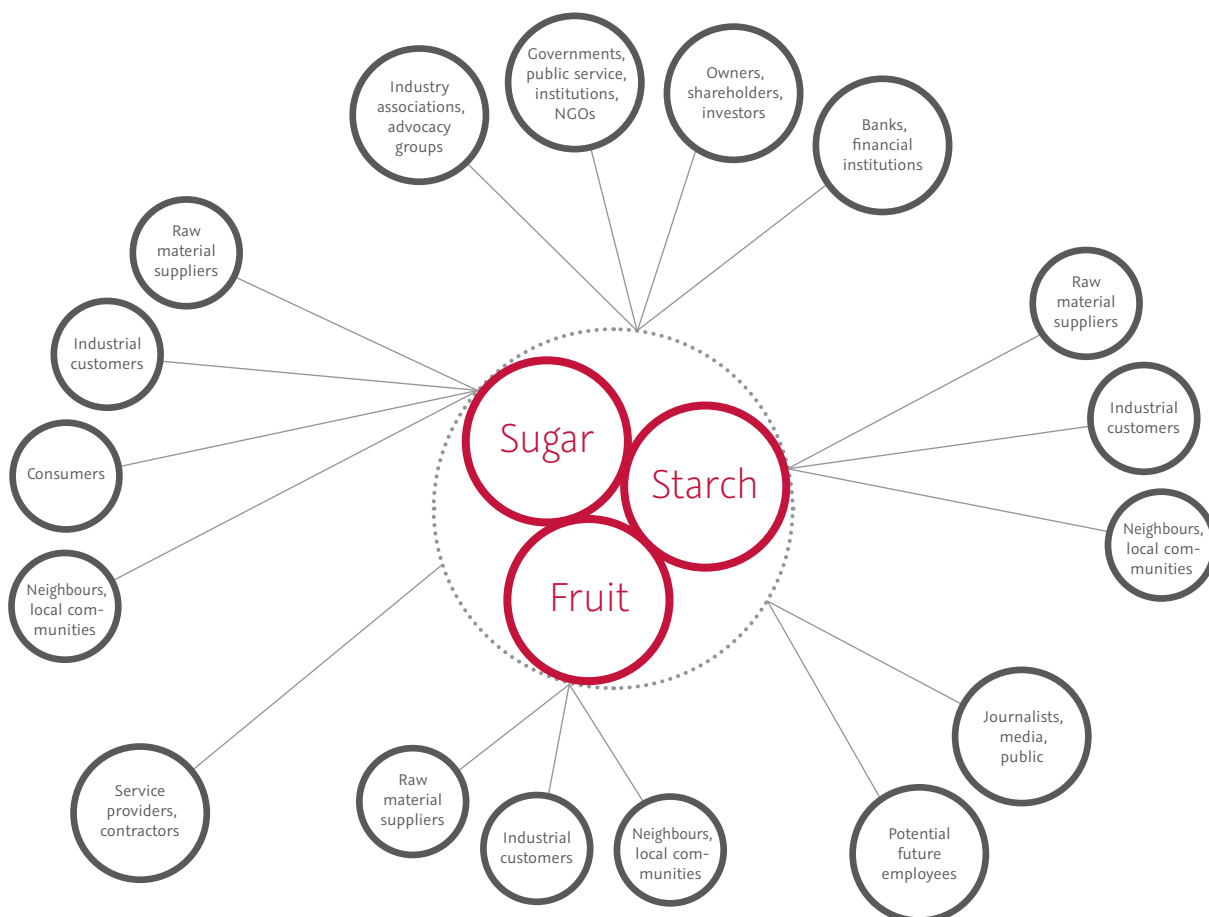 Governments,
public service,
institutions,
NGOs
Owners,
shareholders,
investors
Industry
associations,
advocacy
groups
Banks,
financial
institutions
Raw
material
suppliers
Industrial
customers
Consumers
Neighbours,
local com-
munities
Raw
material
suppliers
Industrial
customers
Neighbours,
local com-
munities
Sugar
Starch
Fruit
Service
providers,
contractors
Raw
material
suppliers
Industrial
customers
Neighbours,
local com-
munities
Journalists,
media,
public
Potential
future
employees